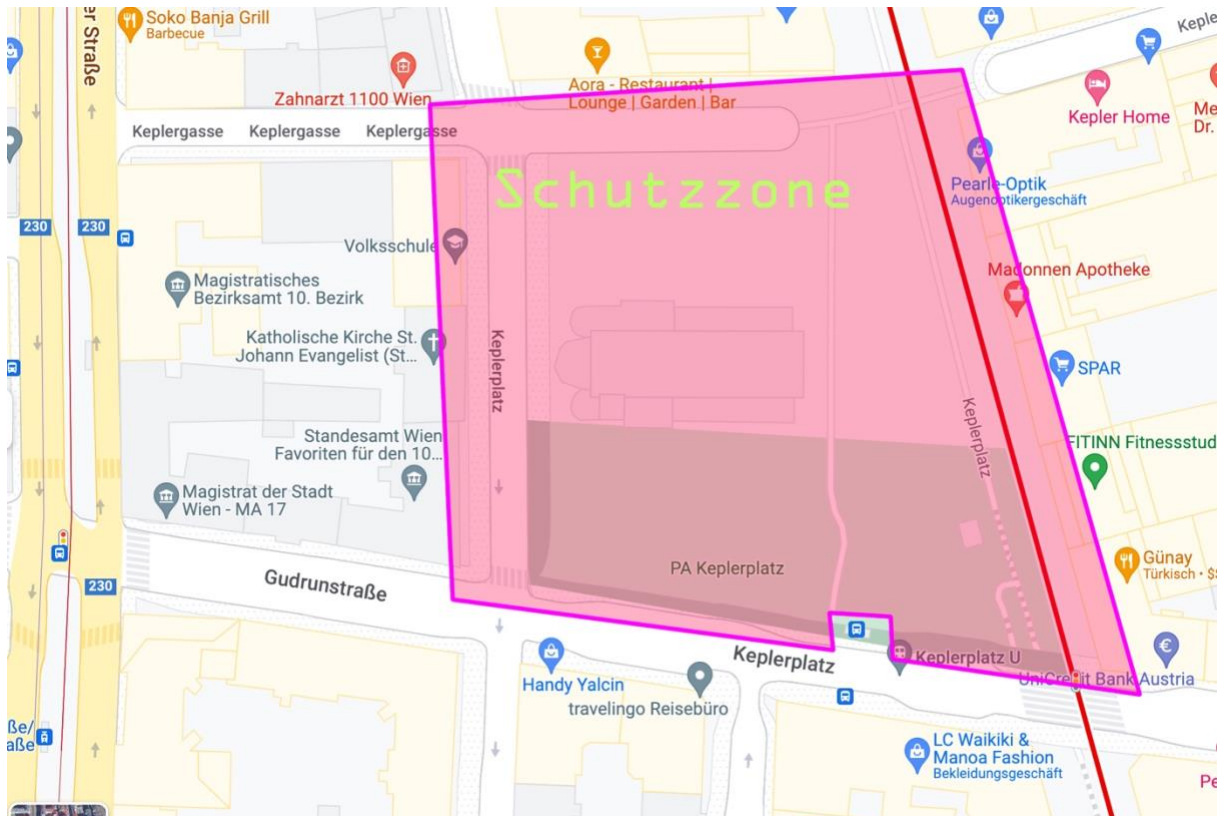 Soko Banja Grill
Barbecue
er Straße
Zahnarzt 1100 Wien
Aora - Restaurant |
Lounge | Garden | Bar
Keple
Kepler Home
Me
Dr.
Keplergasse
Keplergasse
Keplergasse
Schutzzone
Pearle-Optik
Augenoptikergeschäft
230
230
Volksschule
Magistratisches
Bezirksamt 10. Bezirk
Madonnen Apotheke
Katholische Kirche St.
Johann Evangelist (St...
Keplerplatz
SPAR
Keplerplatz
Standesamt Wien
Favoriten für den 10...
FITINN Fitnessstud
Magistrat der Stadt
Wien - MA 17
PA Keplerplatz
Günay
Türkisch · $$
230
Gudrunstraße
Keplerplatz
Keplerplatz U
UniCredit Bank Austria
Handy Yalcin
travelingo Reisebüro
ße/
aße
LC Waikiki &
Manoa Fashion
Bekleidungsgeschäft
Pe